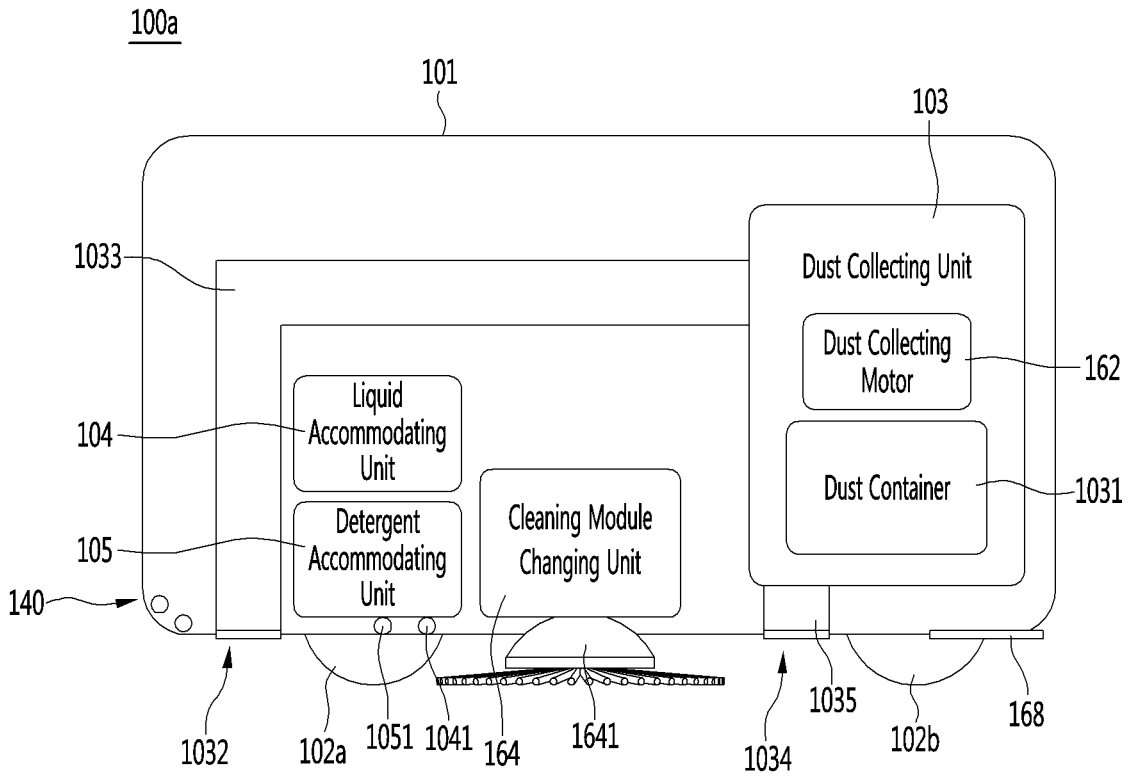 100a
101
103
1033
Dust Collecting Unit
Dust Collecting
Motor
162
Liquid
Accommodating
Unit
104
Dust Container
1031
Cleaning Module
Changing Unit
Detergent
Accommodating
Unit
105
140
1032
102a
1051
1041
164
1641
1034
1035
102b
168